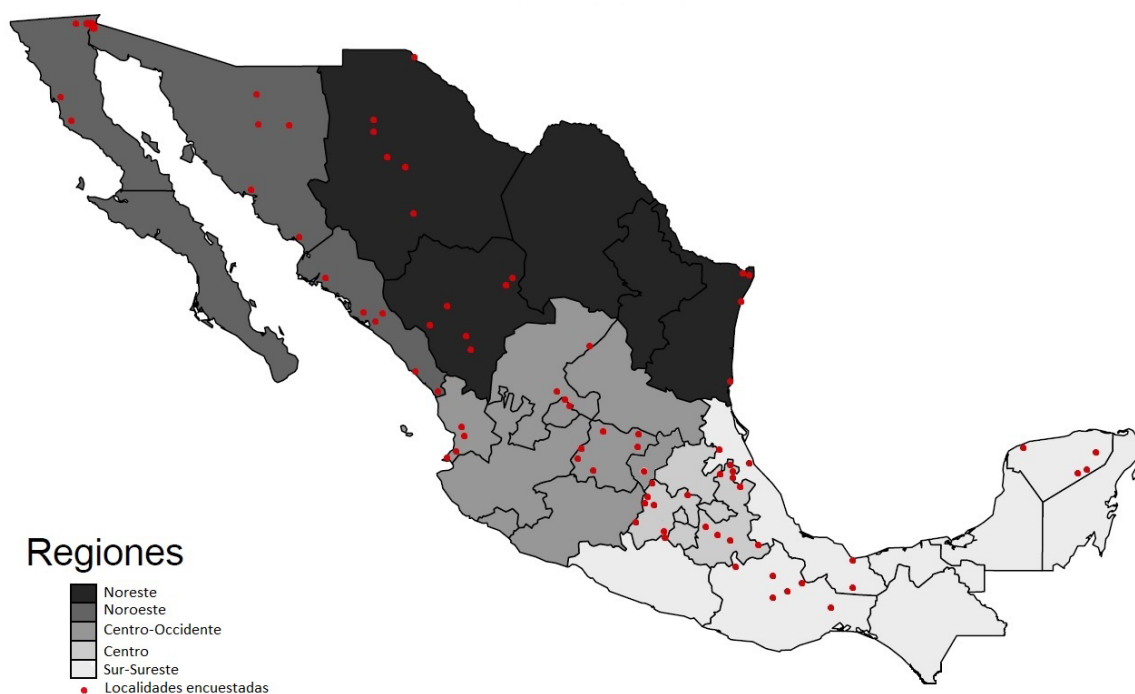 Regiones
Noreste
Noroeste
Centro-Occidente
Centro
Sur-Sureste
Localidades encuestadas